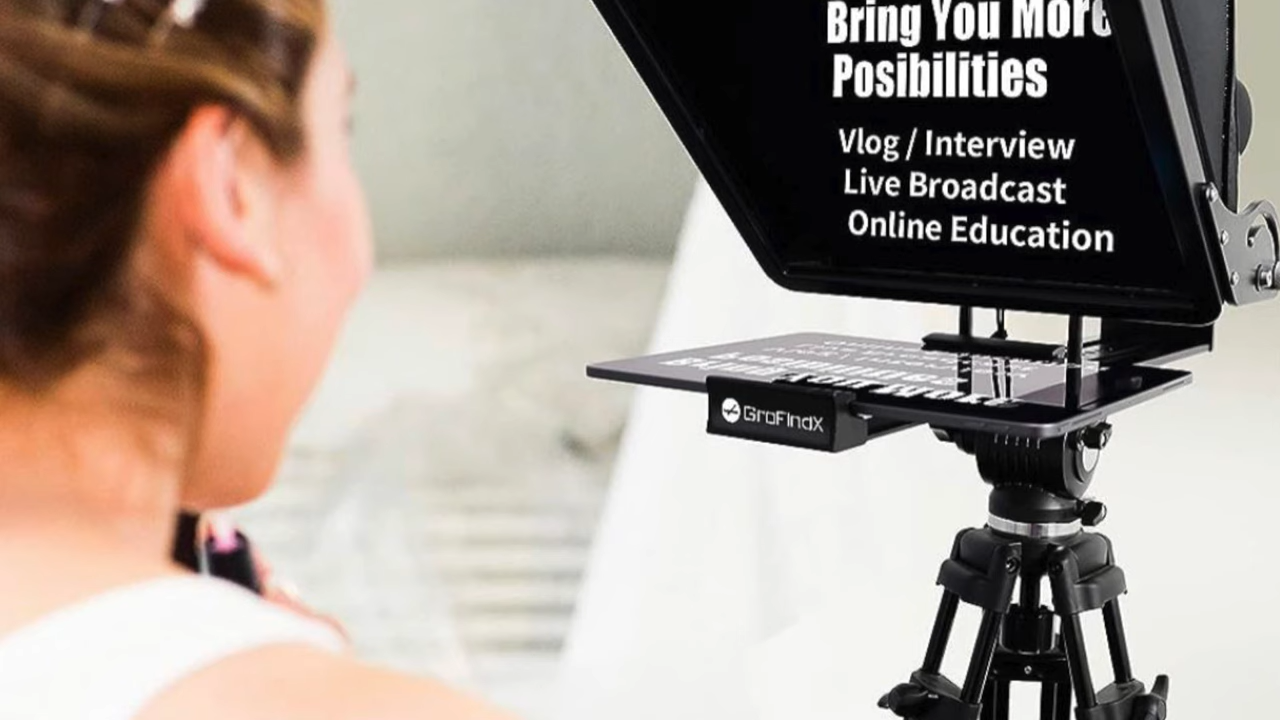 Bring You More
Posibilities
Vlog / Interview
Live Broadcast
Online Education
GroFindX